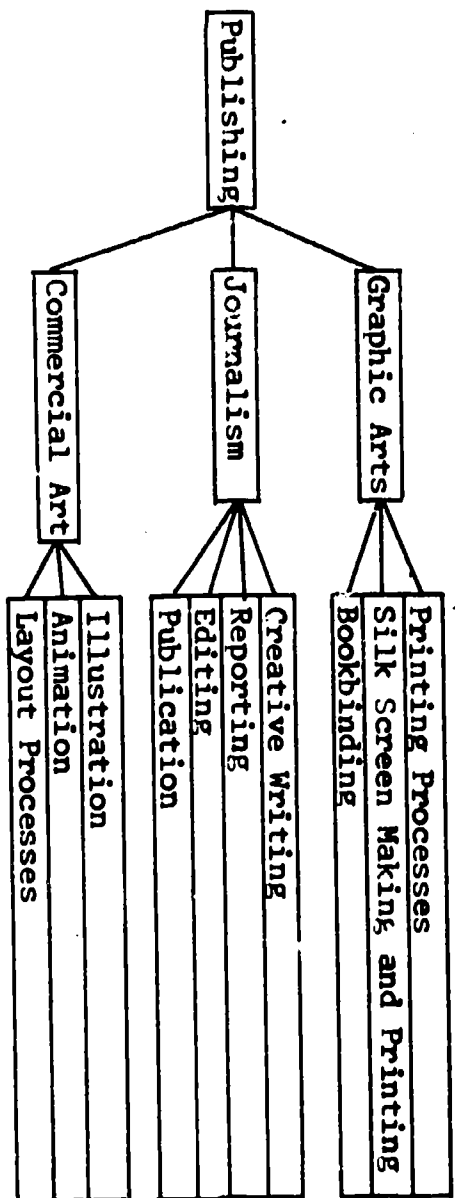 Publishing
Graphic Arts
Printing Processes
Silk Screen Making and Printing
Bookbinding
Journalism
Creative Writing
Reporting
Editing
Publication
Commercial Art
Illustration
Animation
Layout Processes